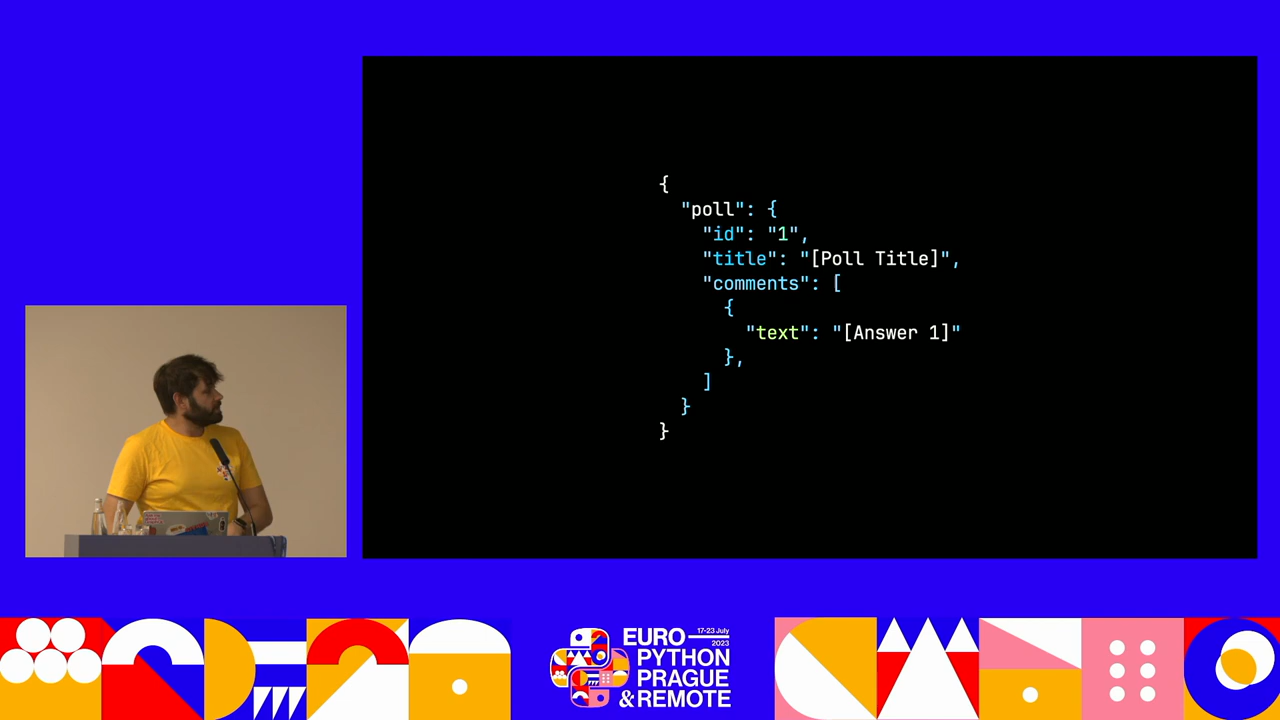 {
  "poll": {
    "id": "1",
    "title": "[Poll Title]",
    "comments": [
      {
        "text": "[Answer 1]"
      },
    ]
  }
}
EURO 17-23 July 2023
PYTHON
PRAGUE
& REMOTE